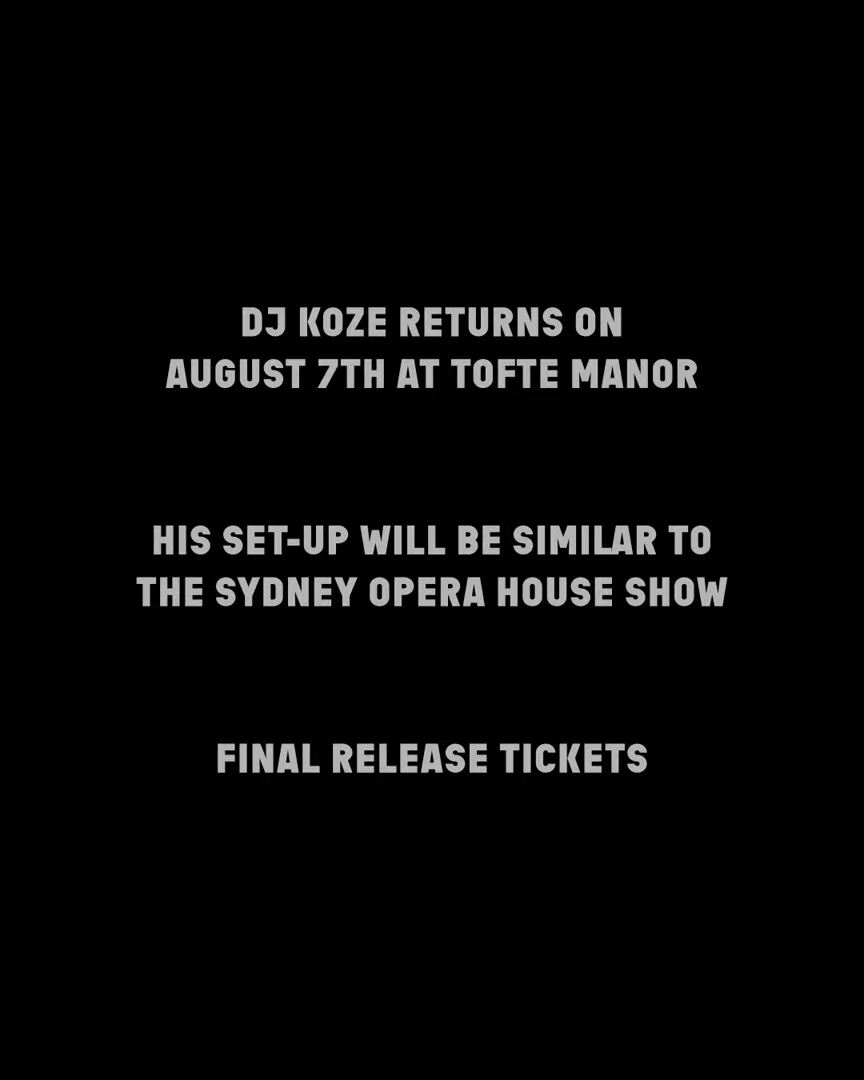 DJ KOZE RETURNS ON
AUGUST 7TH AT TOFTE MANOR
HIS SET-UP WILL BE SIMILAR TO
THE SYDNEY OPERA HOUSE SHOW
FINAL RELEASE TICKETS